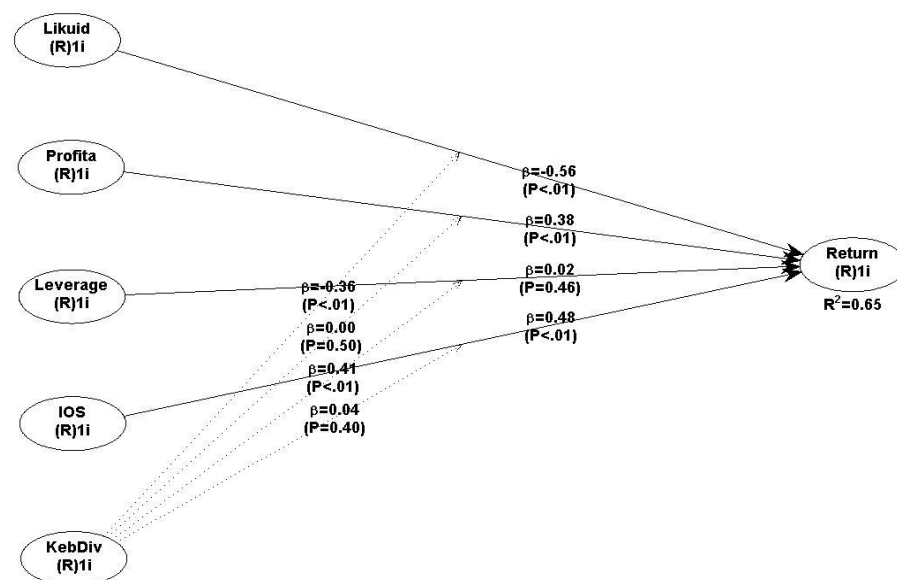 Likuid
(R)1i
Profita
(R)1i
β=-0.56
(P<.01)
β=0.38
(P<.01)
Leverage
(R)1i
β=-0.36
(P<.01)
β=0.02
(P=0.46)
Return
(R)1i
R²=0.65
β=0.00
(P=0.50)
β=0.48
(P<.01)
β=0.41
(P<.01)
IOS
(R)1i
β=0.04
(P=0.40)
KebDiv
(R)1i